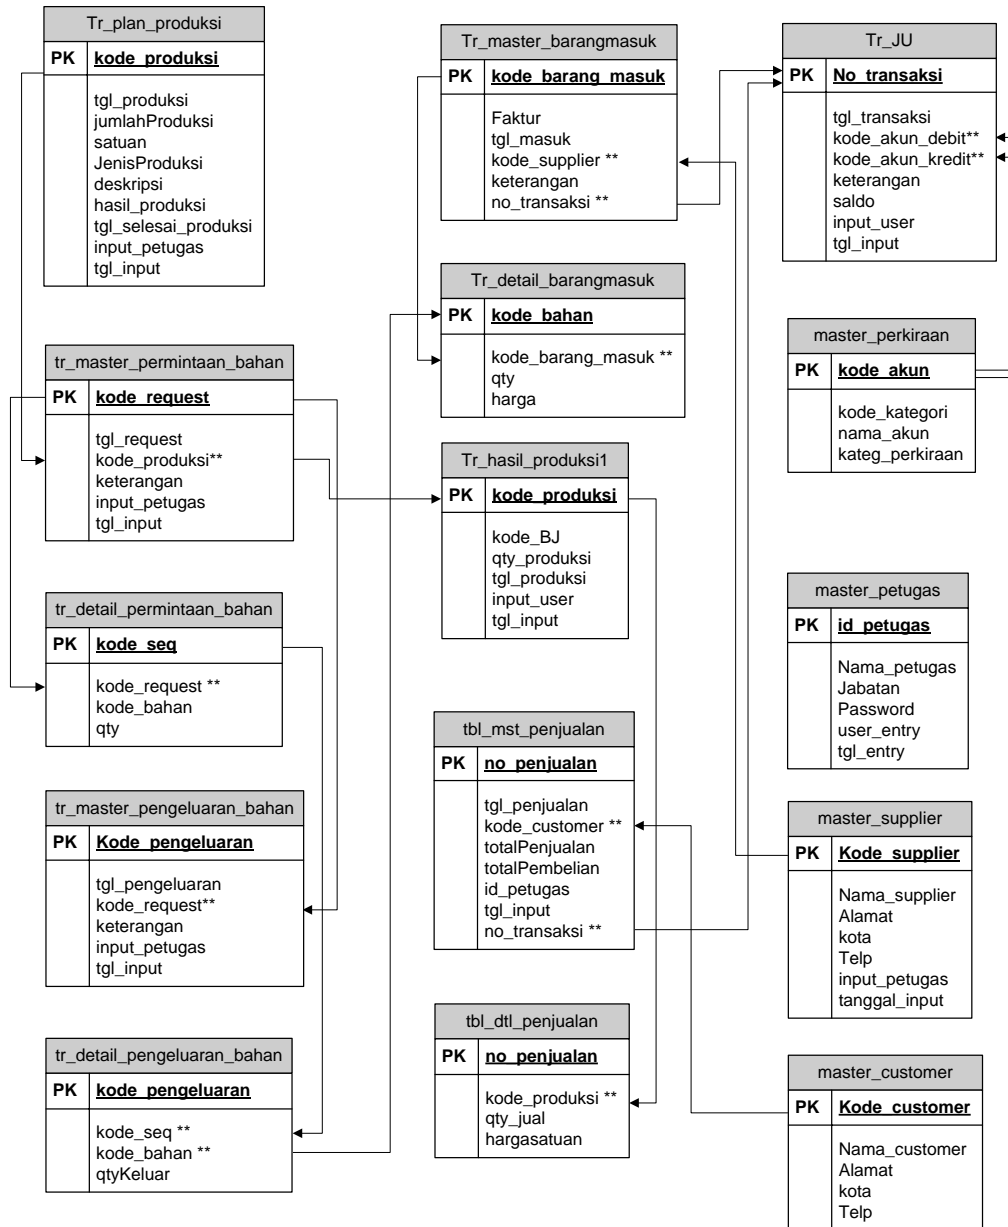 Tr_plan_produksi
PK kode_produksi
tgl_produksi
jumlahProduksi
satuan
JenisProduksi
deskripsi
hasil_produksi
tgl_selesai_produksi
input_petugas
tgl_input
tr_master_permintaan_bahan
PK kode_request
tgl_request
kode_produksi**
keterangan
input_petugas
tgl_input
tr_detail_permintaan_bahan
PK kode_seq
kode_request **
kode_bahan
qty
tr_master_pengeluaran_bahan
PK Kode_pengeluaran
tgl_pengeluaran
kode_request**
keterangan
input_petugas
tgl_input
tr_detail_pengeluaran_bahan
PK kode_pengeluaran
kode_seq **
kode_bahan **
qtyKeluar
Tr_master_barangmasuk
PK kode_barang_masuk
Faktur
tgl_masuk
kode_supplier **
keterangan
no_transaksi **
Tr_detail_barangmasuk
PK kode_bahan
kode_barang_masuk **
qty
harga
Tr_hasil_produksi1
PK kode_produksi
kode_BJ
qty_produksi
tgl_produksi
input_user
tgl_input
tbl_mst_penjualan
PK no_penjualan
tgl_penjualan
kode_customer **
totalPenjualan
totalPembelian
id_petugas
tgl_input
no_transaksi **
tbl_dtl_penjualan
PK no_penjualan
kode_produksi **
qty_jual
hargasatuan
Tr_JU
PK No_transaksi
tgl_transaksi
kode_akun_debit**
kode_akun_kredit**
keterangan
saldo
input_user
tgl_input
master_perkiraan
PK kode_akun
kode_kategori
nama_akun
kateg_perkiraan
master_petugas
PK id_petugas
Nama_petugas
Jabatan
Password
user_entry
tgl_entry
master_supplier
PK Kode_supplier
Nama_supplier
Alamat
kota
Telp
input_petugas
tanggal_input
master_customer
PK Kode_customer
Nama_customer
Alamat
kota
Telp